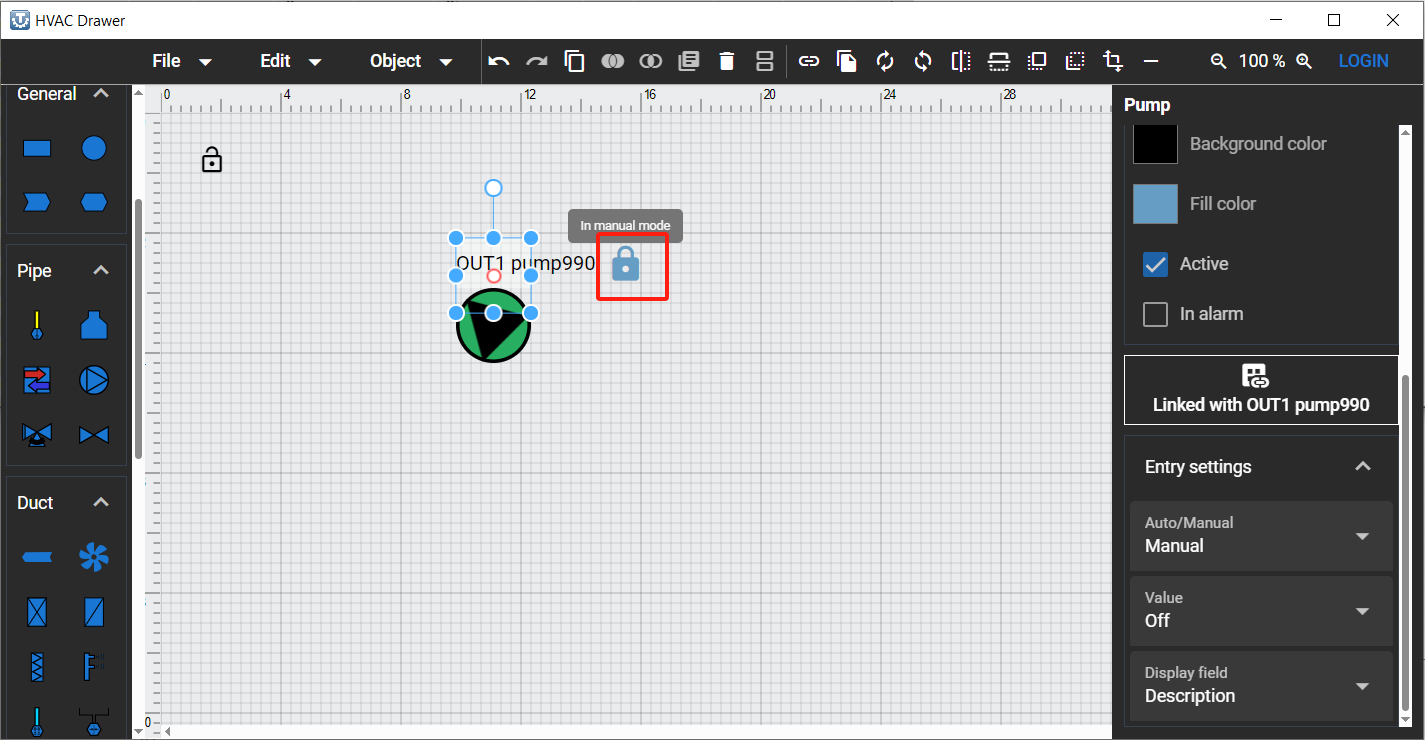 HVAC Drawer
File Edit Object 100 % LOGIN
General
Pipe
Duct
0 4 8 12 16 20 24 28
0
In manual mode
OUT1 pump990
Pump
Background color
Fill color
Active
In alarm
Linked with OUT1 pump990
Entry settings
Auto/Manual
Manual
Value
Off
Display field
Description